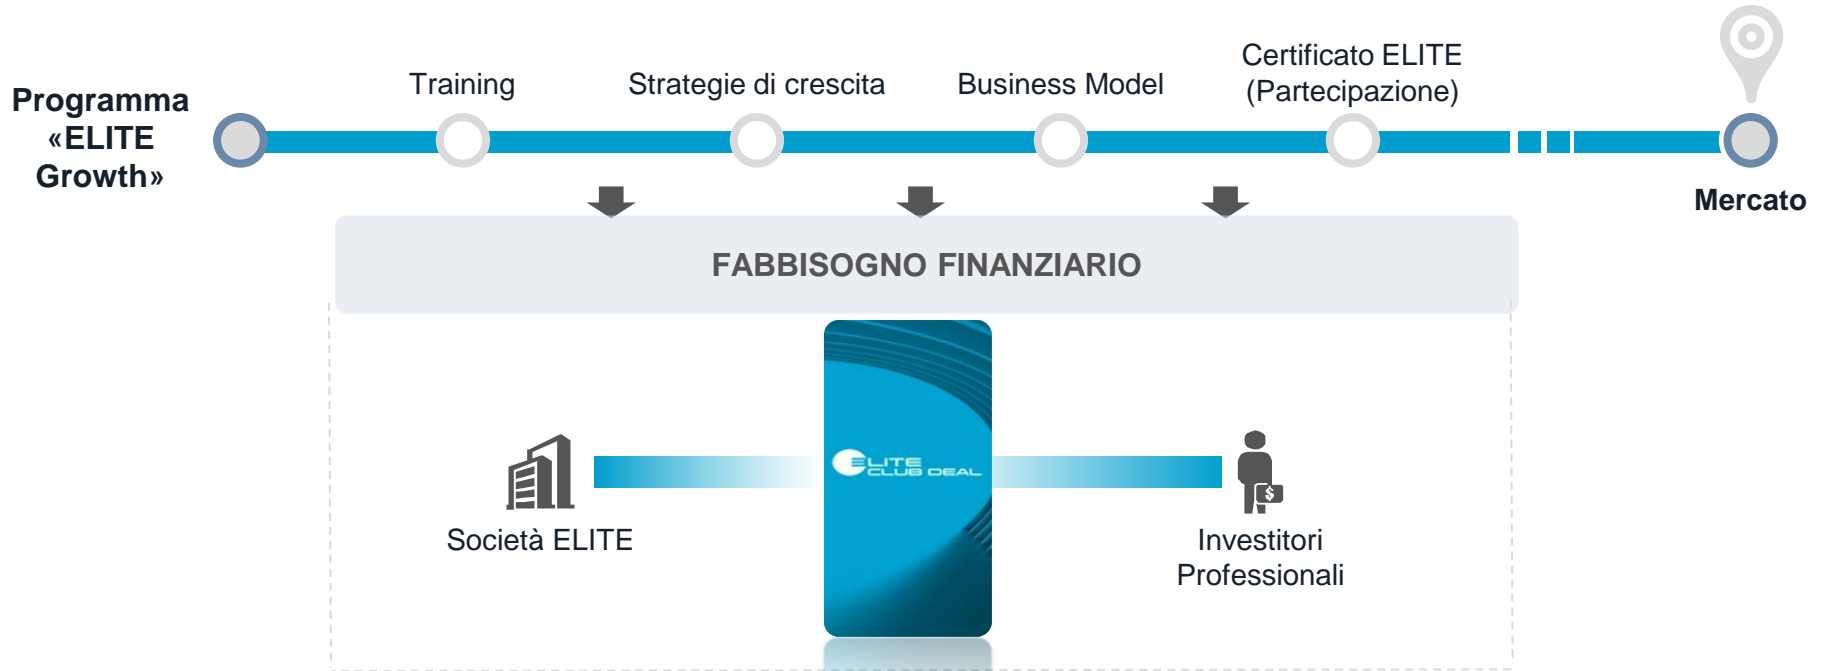 Programma
«ELITE
Growth»
Training
Strategie di crescita
Business Model
Certificato ELITE
(Partecipazione)
Mercato
FABBISOGNO FINANZIARIO
Società ELITE
ELITE
CLUB DEAL
$
Investitori
Professionali